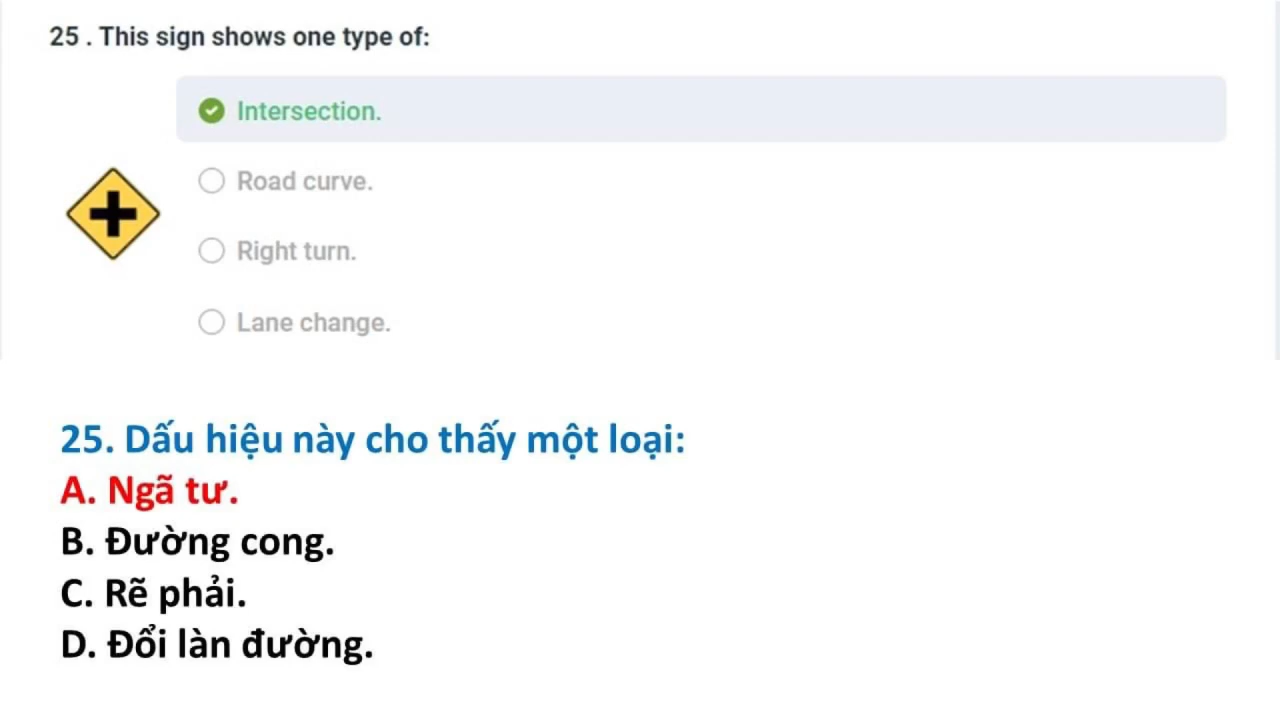 25 . This sign shows one type of:
Intersection.
Road curve.
Right turn.
Lane change.
25. Dấu hiệu này cho thấy một loại:
A. Ngã tư.
B. Đường cong.
C. Rẽ phải.
D. Đổi làn đường.